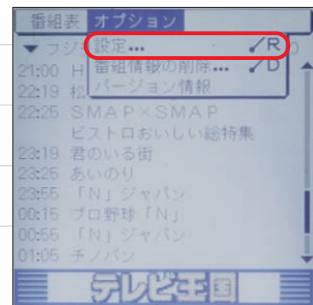 番組表 オプション
▼ フジ
設定... ／R
21:00 H
番組情報の削除... ／D
22:19 松
バージョン情報
22:25 SMAP×SMAP
ビストロおいしい総特集
23:19 君のいる街
23:25 あいのり
23:55 「N」ジャパン
00:15 プロ野球「N」
00:55 「N」ジャパン
01:05 チノパン
テレビ王国